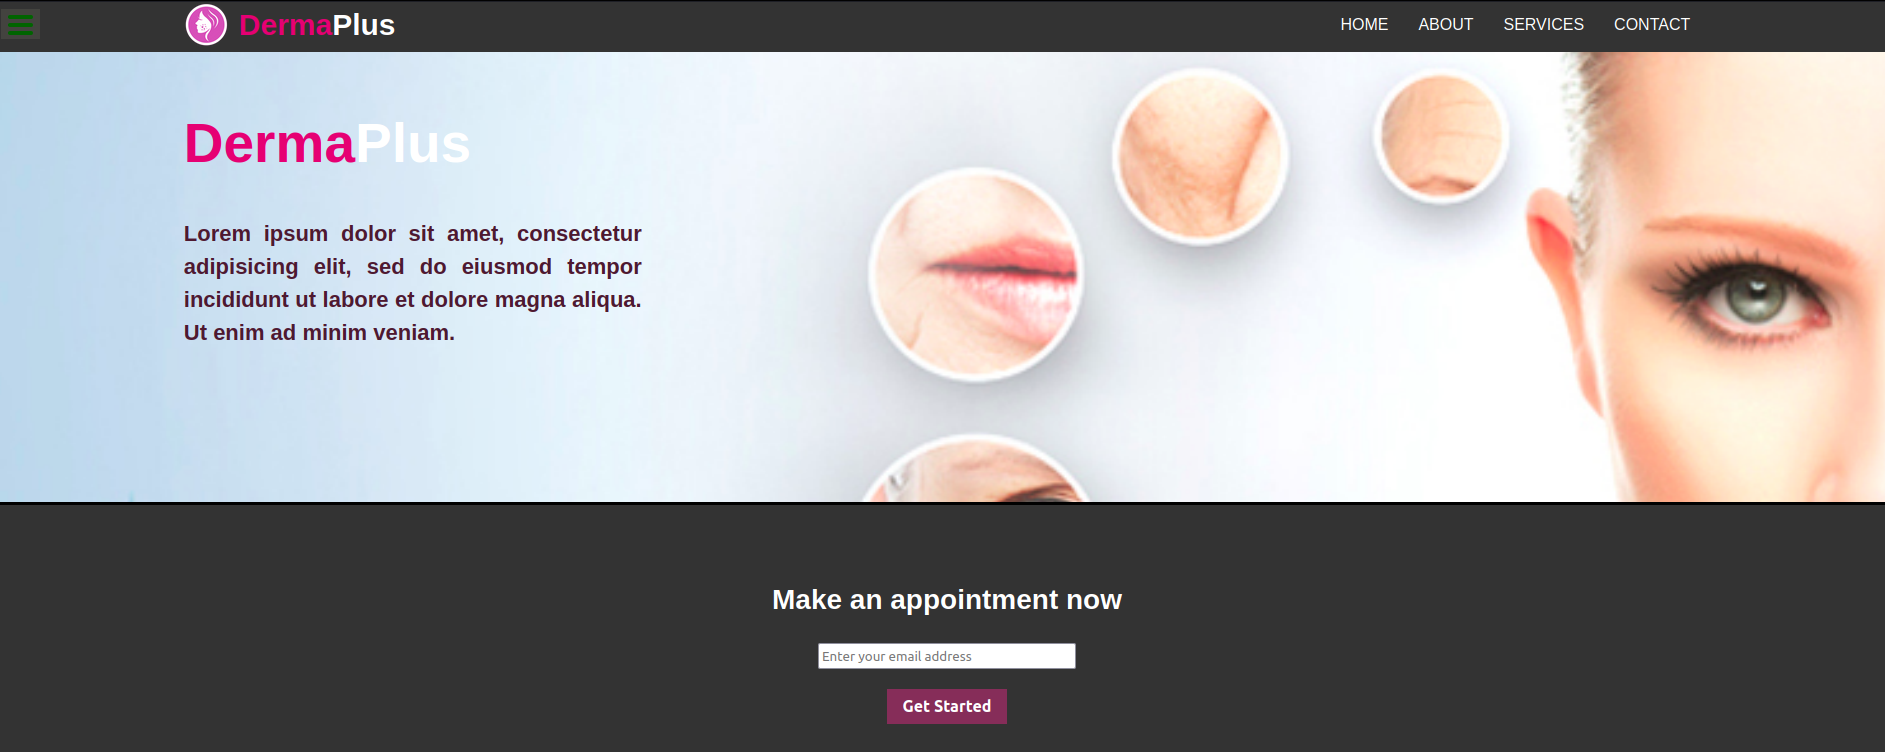 DermaPlus
HOME ABOUT SERVICES CONTACT
DermaPlus
Lorem ipsum dolor sit amet, consectetur
adipisicing elit, sed do eiusmod tempor
incididunt ut labore et dolore magna aliqua.
Ut enim ad minim veniam.
Make an appointment now
Enter your email address
Get Started